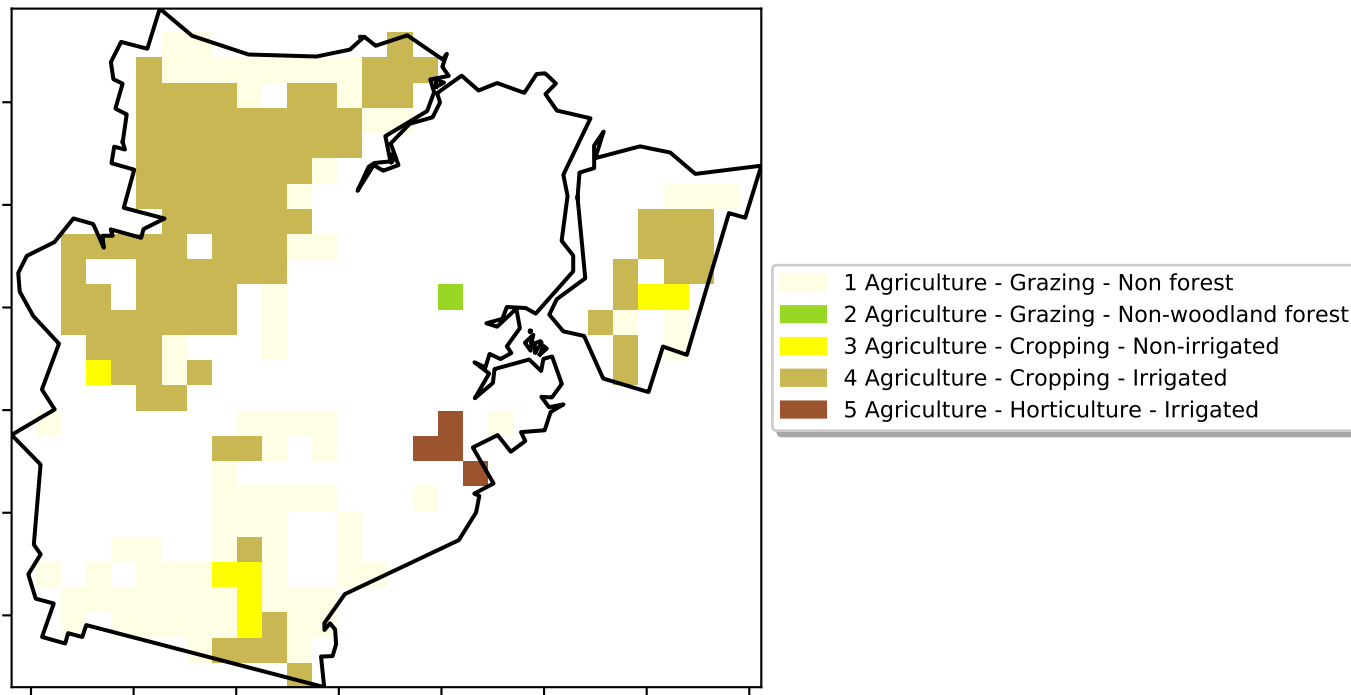 1 Agriculture - Grazing - Non forest
2 Agriculture - Grazing - Non-woodland forest
3 Agriculture - Cropping - Non-irrigated
4 Agriculture - Cropping - Irrigated
5 Agriculture - Horticulture - Irrigated